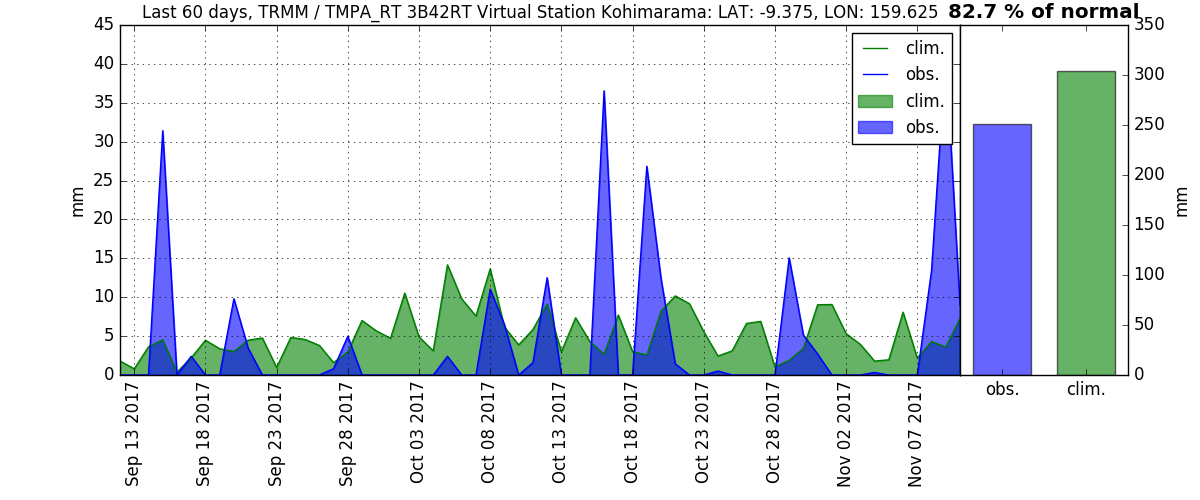 Last 60 days, TRMM / TMPA_RT 3B42RT Virtual Station Kohimarama: LAT: -9.375, LON: 159.625 82.7 % of normal
45
40
35
30
25
20
15
10
5
0
mm
clim.
obs.
clim.
obs.
350
300
250
200
150
100
50
0
mm
Sep 13 2017
Sep 18 2017
Sep 23 2017
Sep 28 2017
Oct 03 2017
Oct 08 2017
Oct 13 2017
Oct 18 2017
Oct 23 2017
Oct 28 2017
Nov 02 2017
Nov 07 2017
obs.
clim.